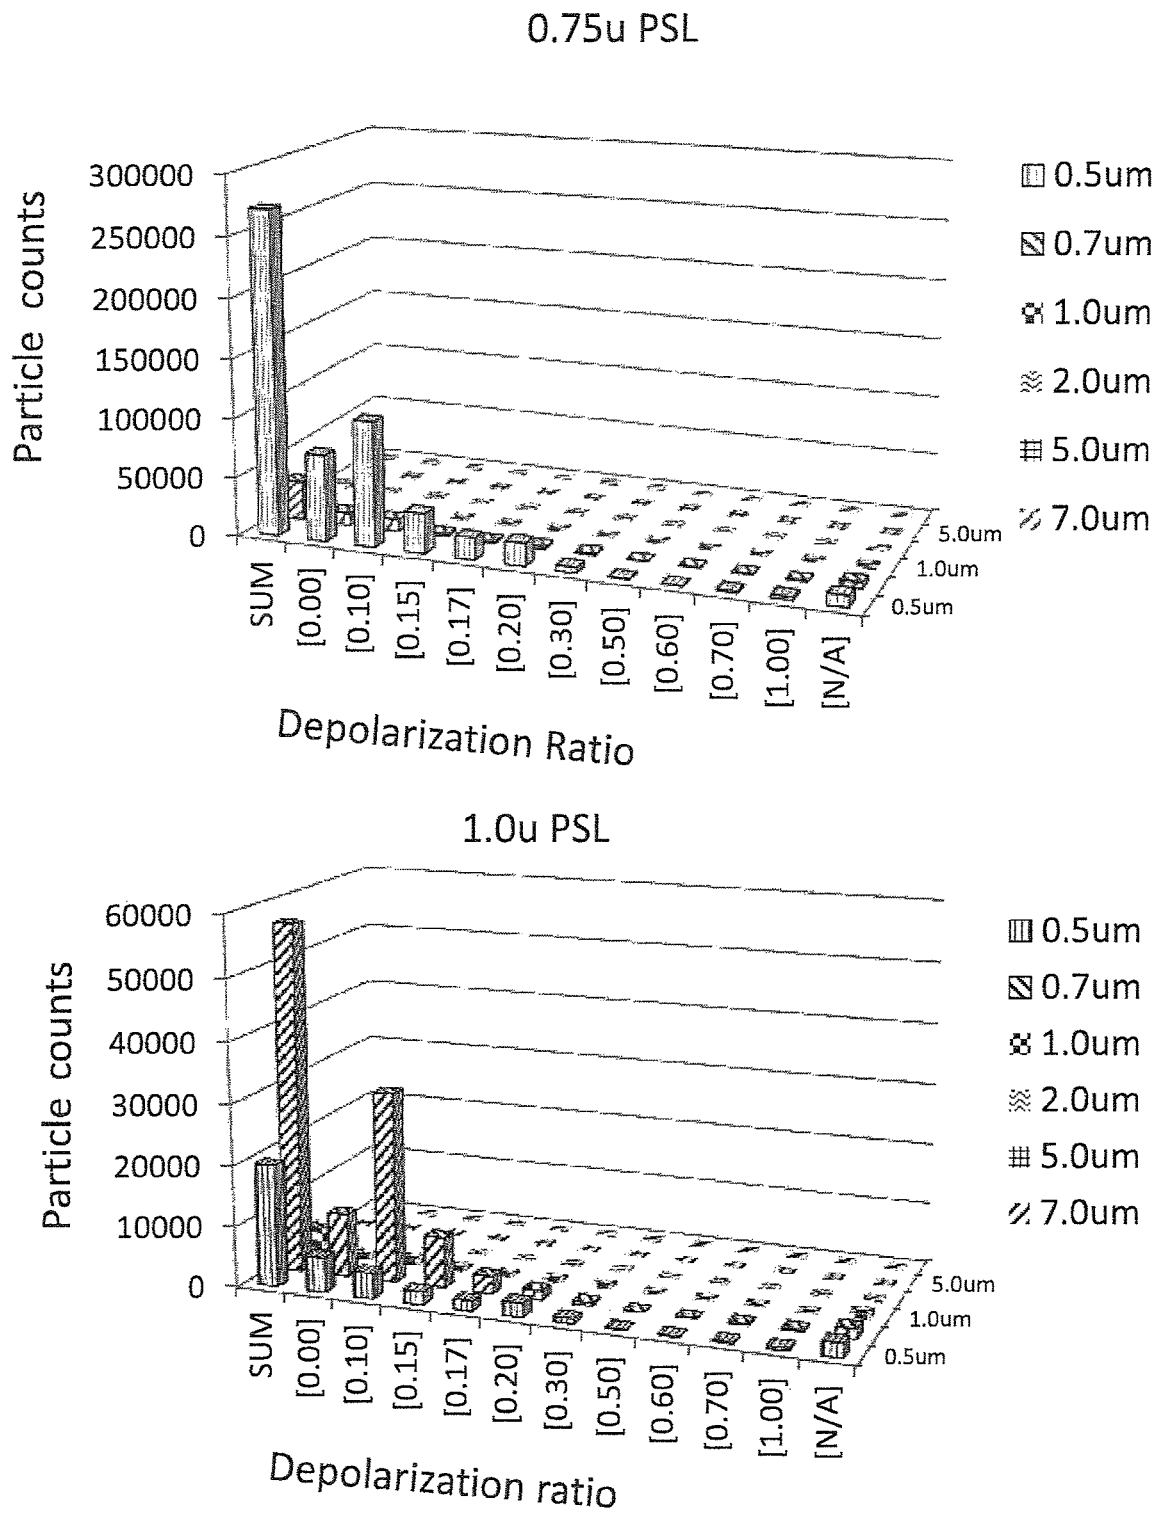 0.75u PSL
Particle counts
300000
250000
200000
150000
100000
50000
0
SUM
[0.00]
[0.10]
[0.15]
[0.17]
[0.20]
[0.30]
[0.50]
[0.60]
[0.70]
[1.00]
[N/A]
5.0um
1.0um
0.5um
Depolarization Ratio
0.5um
0.7um
1.0um
2.0um
5.0um
7.0um
1.0u PSL
Particle counts
60000
50000
40000
30000
20000
10000
0
SUM
[0.00]
[0.10]
[0.15]
[0.17]
[0.20]
[0.30]
[0.50]
[0.60]
[0.70]
[1.00]
[N/A]
5.0um
1.0um
0.5um
Depolarization ratio
0.5um
0.7um
1.0um
2.0um
5.0um
7.0um